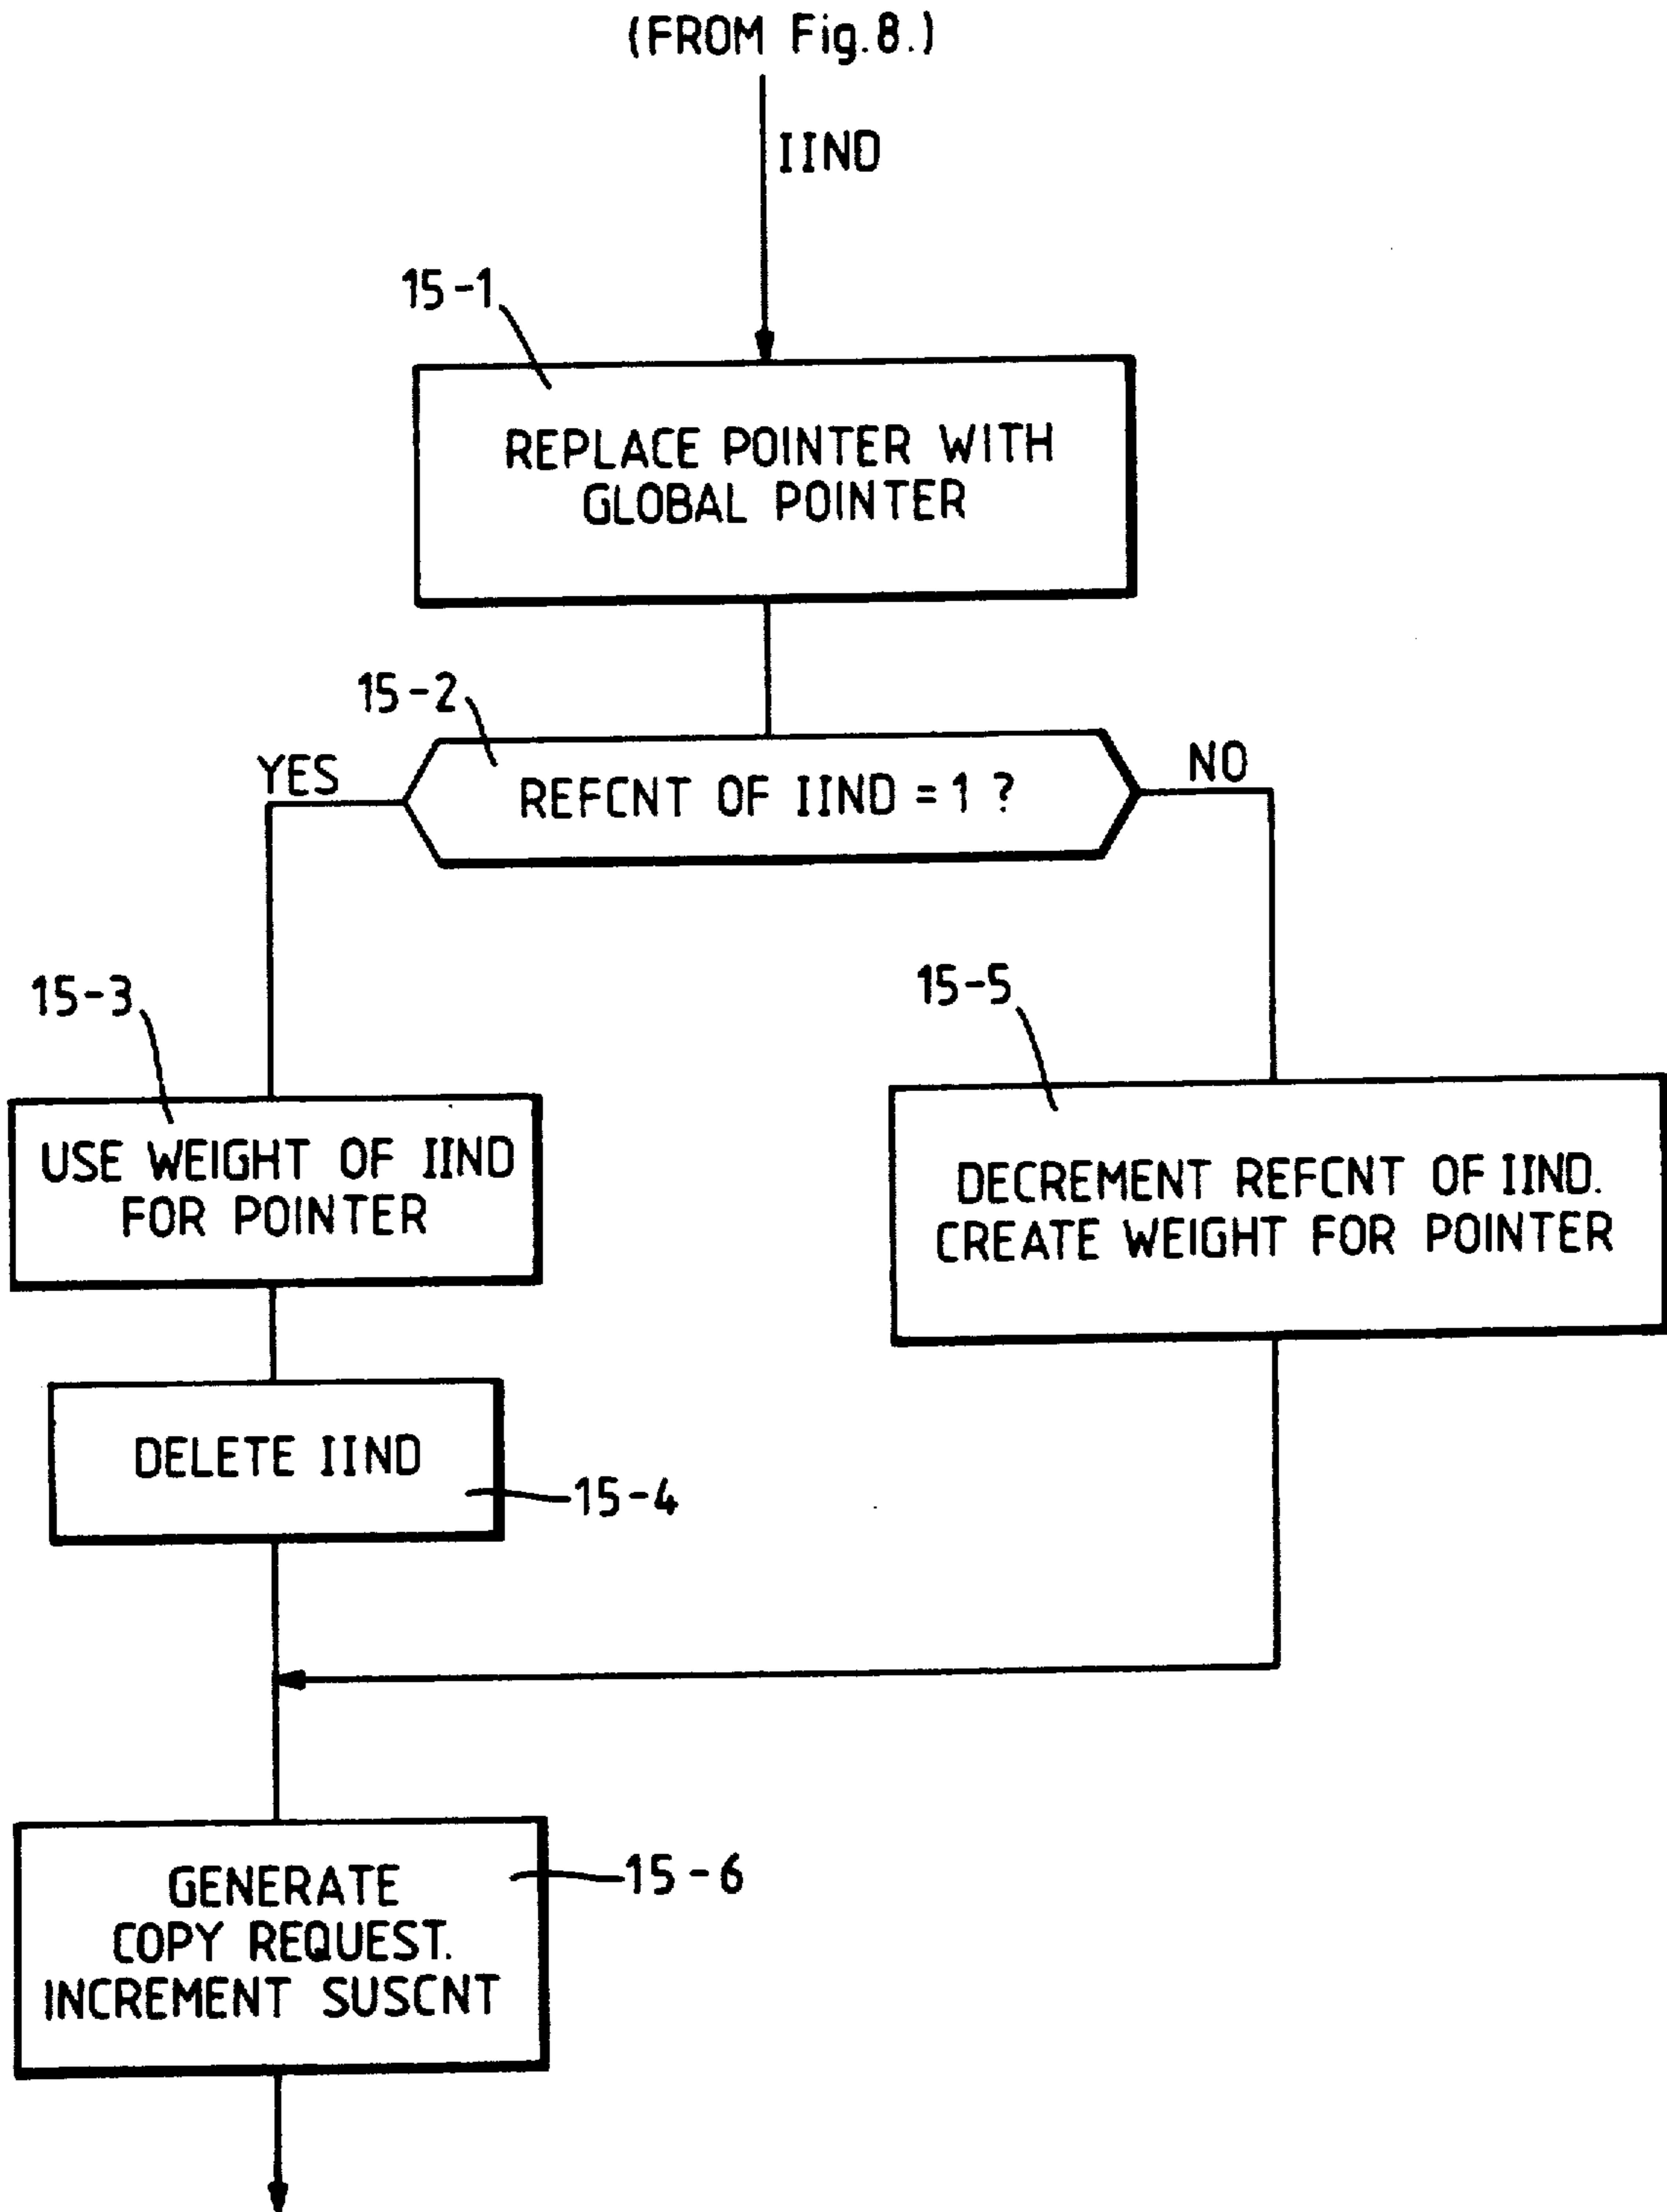 (FROM Fig.8.)
IIND
15-1
REPLACE POINTER WITH
GLOBAL POINTER
15-2
YES
REFCNT OF IIND = 1 ?
NO
15-3
USE WEIGHT OF IIND
FOR POINTER
15-5
DECREMENT REFCNT OF IIND.
CREATE WEIGHT FOR POINTER
DELETE IIND
15-4
GENERATE
COPY REQUEST.
INCREMENT SUSCNT
15-6